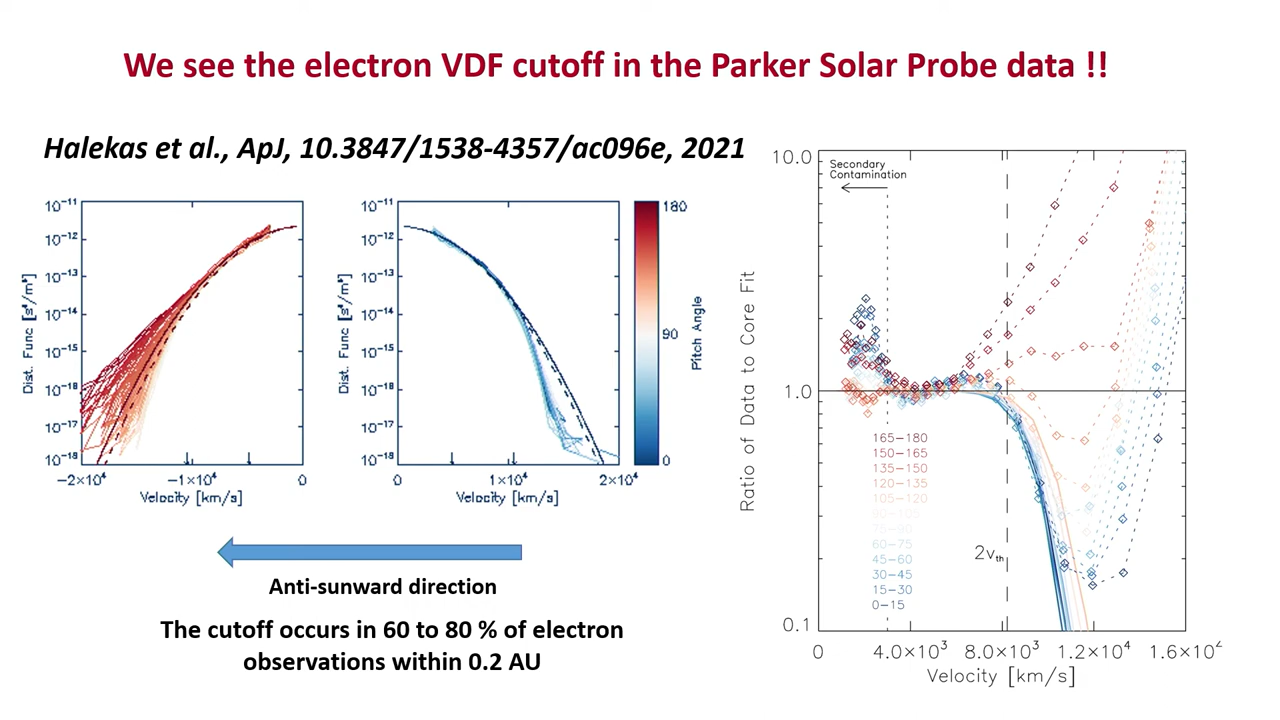 We see the electron VDF cutoff in the Parker Solar Probe data !!
Halekas et al., ApJ, 10.3847/1538-4357/ac096e, 2021
Dist. Func [s³/m⁶]
10⁻¹¹
10⁻¹²
10⁻¹³
10⁻¹⁴
10⁻¹⁵
10⁻¹⁶
10⁻¹⁷
10⁻¹⁸
−2×10⁴ −1×10⁴ 0
Velocity [km/s]
Dist. Func [s³/m⁶]
10⁻¹¹
10⁻¹²
10⁻¹³
10⁻¹⁴
10⁻¹⁵
10⁻¹⁶
10⁻¹⁷
10⁻¹⁸
0 1×10⁴ 2×10⁴
Velocity [km/s]
180
90
0
Pitch Angle
Anti-sunward direction
The cutoff occurs in 60 to 80 % of electron
observations within 0.2 AU
Ratio of Data to Core Fit
10.0
1.0
0.1
Secondary
Contamination
165−180
150−165
135−150
120−135
105−120
90−105
75−90
60−75
45−60
30−45
15−30
0−15
2vth
0 4.0×10³ 8.0×10³ 1.2×10⁴ 1.6×10⁴
Velocity [km/s]